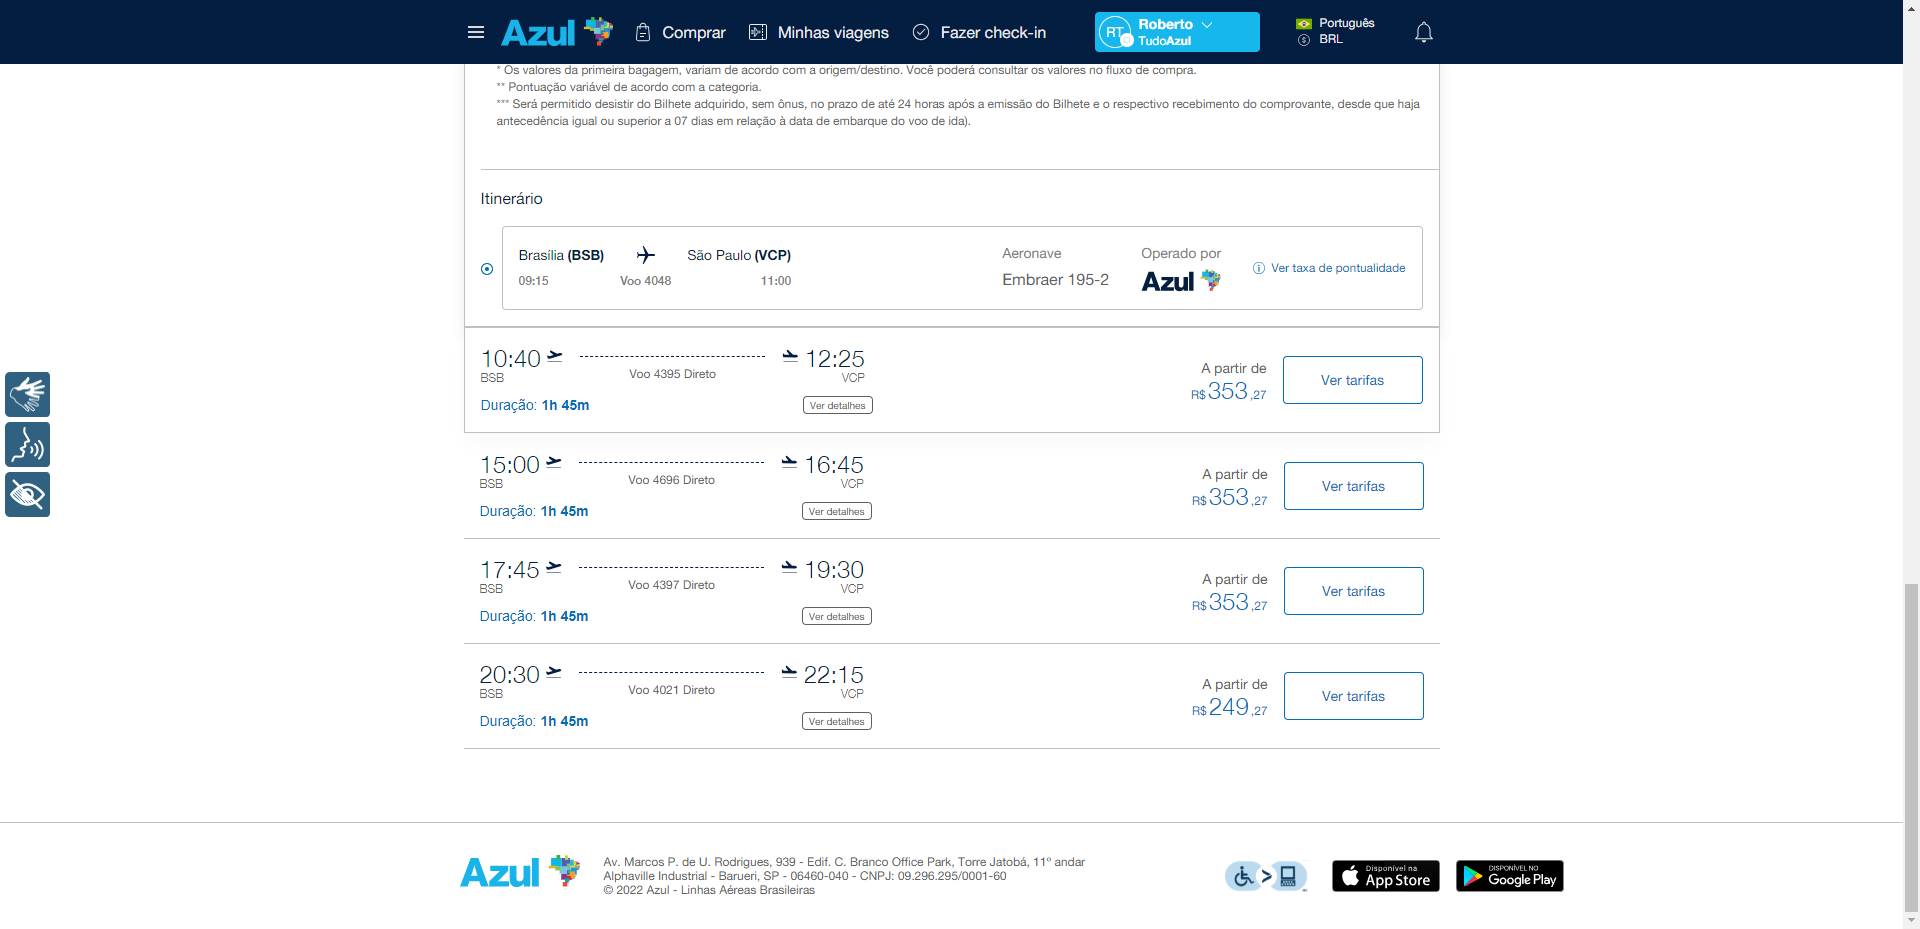 Azul
Comprar
Minhas viagens
Fazer check-in
RT
Roberto
TudoAzul
Português
BRL
* Os valores da primeira bagagem, variam de acordo com a origem/destino. Você poderá consultar os valores no fluxo de compra.
** Pontuação variável de acordo com a categoria.
*** Será permitido desistir do Bilhete adquirido, sem ônus, no prazo de até 24 horas após a emissão do Bilhete e o respectivo recebimento do comprovante, desde que haja
antecedência igual ou superior a 07 dias em relação à data de embarque do voo de ida).
Itinerário
Brasília (BSB) São Paulo (VCP)
09:15 Voo 4048 11:00
Aeronave
Embraer 195-2
Operado por
Azul
Ver taxa de pontualidade
10:40 12:25
Voo 4395 Direto
BSB VCP
Duração: 1h 45m
Ver detalhes
A partir de
R$ 353,27
Ver tarifas
15:00 16:45
Voo 4696 Direto
BSB VCP
Duração: 1h 45m
Ver detalhes
A partir de
R$ 353,27
Ver tarifas
17:45 19:30
Voo 4397 Direto
BSB VCP
Duração: 1h 45m
Ver detalhes
A partir de
R$ 353,27
Ver tarifas
20:30 22:15
Voo 4021 Direto
BSB VCP
Duração: 1h 45m
Ver detalhes
A partir de
R$ 249,27
Ver tarifas
Azul
Av. Marcos P. de U. Rodrigues, 939 - Edif. C. Branco Office Park, Torre Jatobá, 11º andar
Alphaville Industrial - Barueri, SP - 06460-040 - CNPJ: 09.296.295/0001-60
© 2022 Azul - Linhas Aéreas Brasileiras
Disponível na
App Store
DISPONÍVEL NO
Google Play